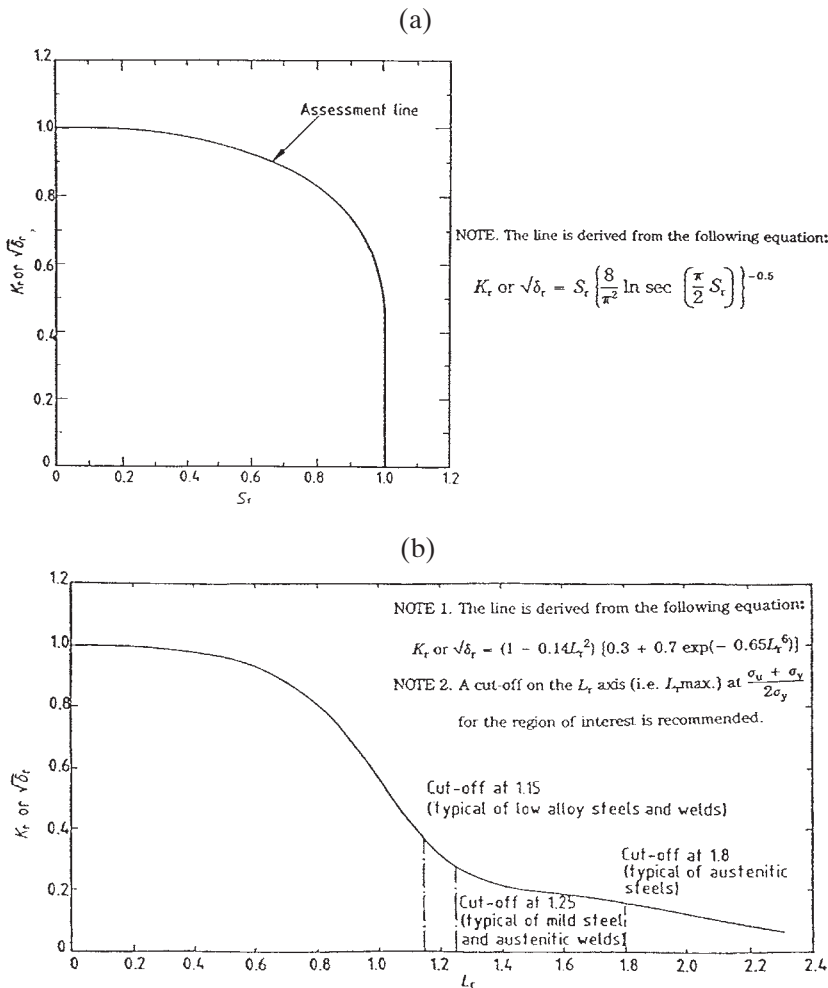 (a)
1.2
1.0
0.8
0.6
0.4
0.2
0
Kr or √δr,
Assessment line
0 0.2 0.4 0.6 0.8 1.0 1.2
Sr
NOTE. The line is derived from the following equation:
Kr or √δr = Sr {8/π² ln sec (π/2 Sr)}^-0.5
(b)
1.2
1.0
0.8
0.6
0.4
0.2
0
Kr or √δr
NOTE 1. The line is derived from the following equation:
Kr or √δr = (1 − 0.14Lr²) {0.3 + 0.7 exp(− 0.65Lr⁶)]
NOTE 2. A cut-off on the Lr axis (i.e. Lrmax.) at σu + σy / 2σy
for the region of interest is recommended.
Cut-off at 1.15
(typical of low alloy steels and welds)
Cut-off at 1.25
(typical of mild steel
and austenitic welds)
Cut-off at 1.8
(typical of austenitic
steels)
0 0.2 0.4 0.6 0.8 1.0 1.2 1.4 1.6 1.8 2.0 2.2 2.4
Lr